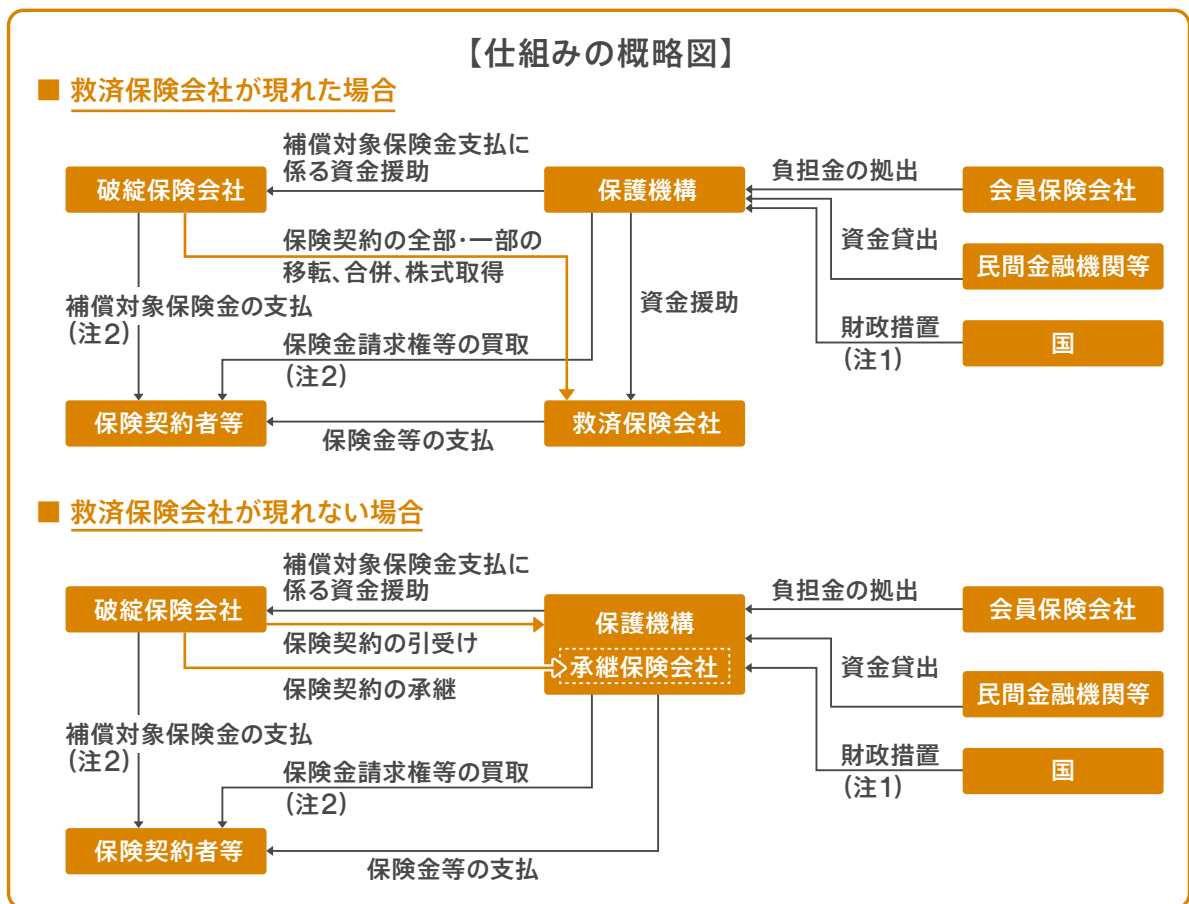 【仕組みの概略図】
■ 救済保険会社が現れた場合
補償対象保険金支払に
係る資金援助
破綻保険会社
保護機構
負担金の拠出
会員保険会社
保険契約の全部・一部の
移転、合併、株式取得
資金貸出
民間金融機関等
補償対象保険金の支払
(注2)
資金援助
保険金請求権等の買取
(注2)
財政措置
(注1)
国
保険契約者等
保険金等の支払
救済保険会社
■ 救済保険会社が現れない場合
補償対象保険金支払に
係る資金援助
破綻保険会社
保護機構
負担金の拠出
会員保険会社
保険契約の引受け
承継保険会社
保険契約の承継
資金貸出
民間金融機関等
補償対象保険金の支払
(注2)
保険金請求権等の買取
(注2)
財政措置
(注1)
国
保険契約者等
保険金等の支払